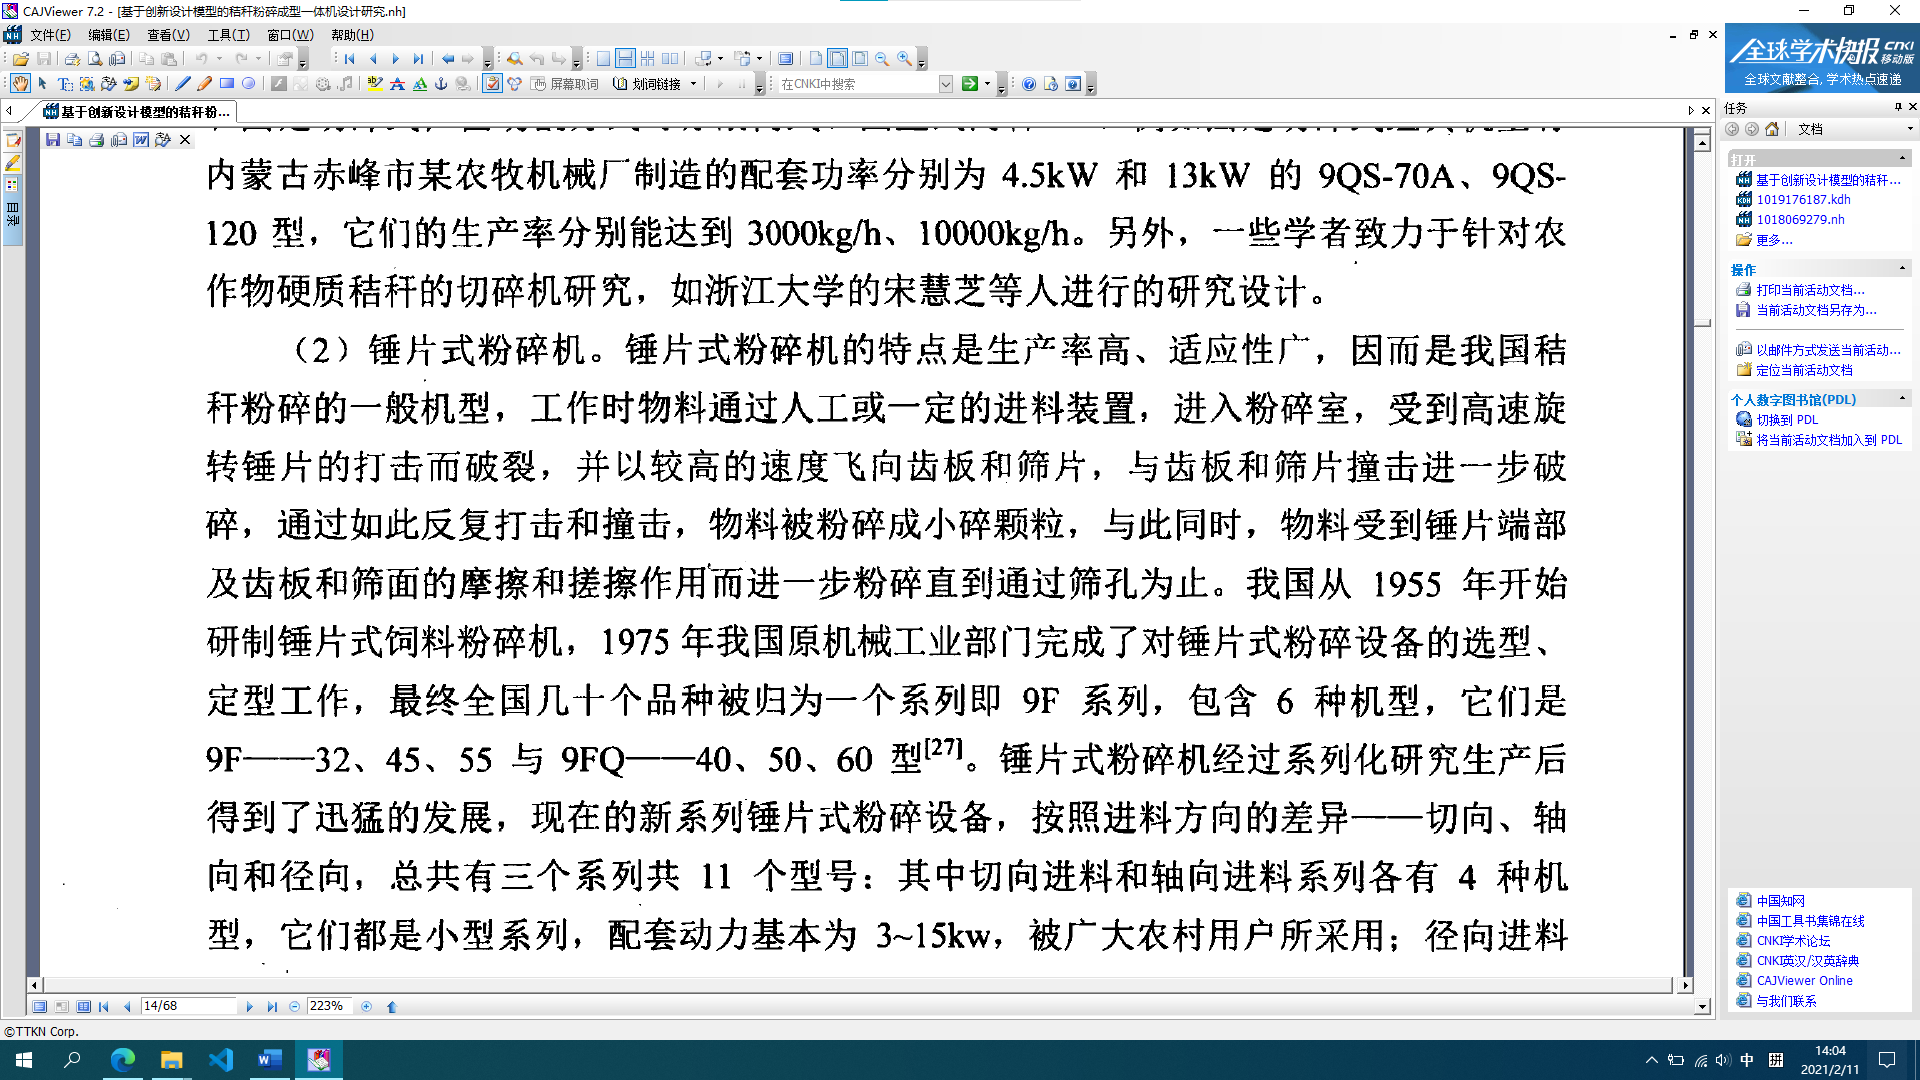 CAJViewer 7.2 - [基于创新设计模型的秸秆粉碎成型一体机设计研究.nh]
文件(F) 编辑(E) 查看(V) 工具(T) 窗口(W) 帮助(H)
屏幕取词 划词链接 在CNKI中搜索
全球学术快报 CNKI 移动版
全球文献整合, 学术热点速递
基于创新设计模型的秸秆粉...
目录
内蒙古赤峰市某农牧机械厂制造的配套功率分别为 4.5kW 和 13kW 的 9QS-70A、9QS-
120 型，它们的生产率分别能达到 3000kg/h、10000kg/h。另外，一些学者致力于针对农
作物硬质秸秆的切碎机研究，如浙江大学的宋慧芝等人进行的研究设计。
（2）锤片式粉碎机。锤片式粉碎机的特点是生产率高、适应性广，因而是我国秸
秆粉碎的一般机型，工作时物料通过人工或一定的进料装置，进入粉碎室，受到高速旋
转锤片的打击而破裂，并以较高的速度飞向齿板和筛片，与齿板和筛片撞击进一步破
碎，通过如此反复打击和撞击，物料被粉碎成小碎颗粒，与此同时，物料受到锤片端部
及齿板和筛面的摩擦和搓擦作用而进一步粉碎直到通过筛孔为止。我国从 1955 年开始
研制锤片式饲料粉碎机，1975 年我国原机械工业部门完成了对锤片式粉碎设备的选型、
定型工作，最终全国几十个品种被归为一个系列即 9F 系列，包含 6 种机型，它们是
9F——32、45、55 与 9FQ——40、50、60 型[27]。锤片式粉碎机经过系列化研究生产后
得到了迅猛的发展，现在的新系列锤片式粉碎设备，按照进料方向的差异——切向、轴
向和径向，总共有三个系列共 11 个型号：其中切向进料和轴向进料系列各有 4 种机
型，它们都是小型系列，配套动力基本为 3~15kw，被广大农村用户所采用；径向进料
任务
文档
打开
基于创新设计模型的秸秆...
1019176187.kdh
1018069279.nh
更多...
操作
打印当前活动文档...
当前活动文档另存为...
以邮件方式发送当前活动...
定位当前活动文档
个人数字图书馆(PDL)
切换到 PDL
将当前活动文档加入到 PDL
中国知网
中国工具书集锦在线
CNKI学术论坛
CNKI英汉/汉英辞典
CAJViewer Online
与我们联系
14/68 223%
©TTKN Corp.
中 拼 14:04
2021/2/11